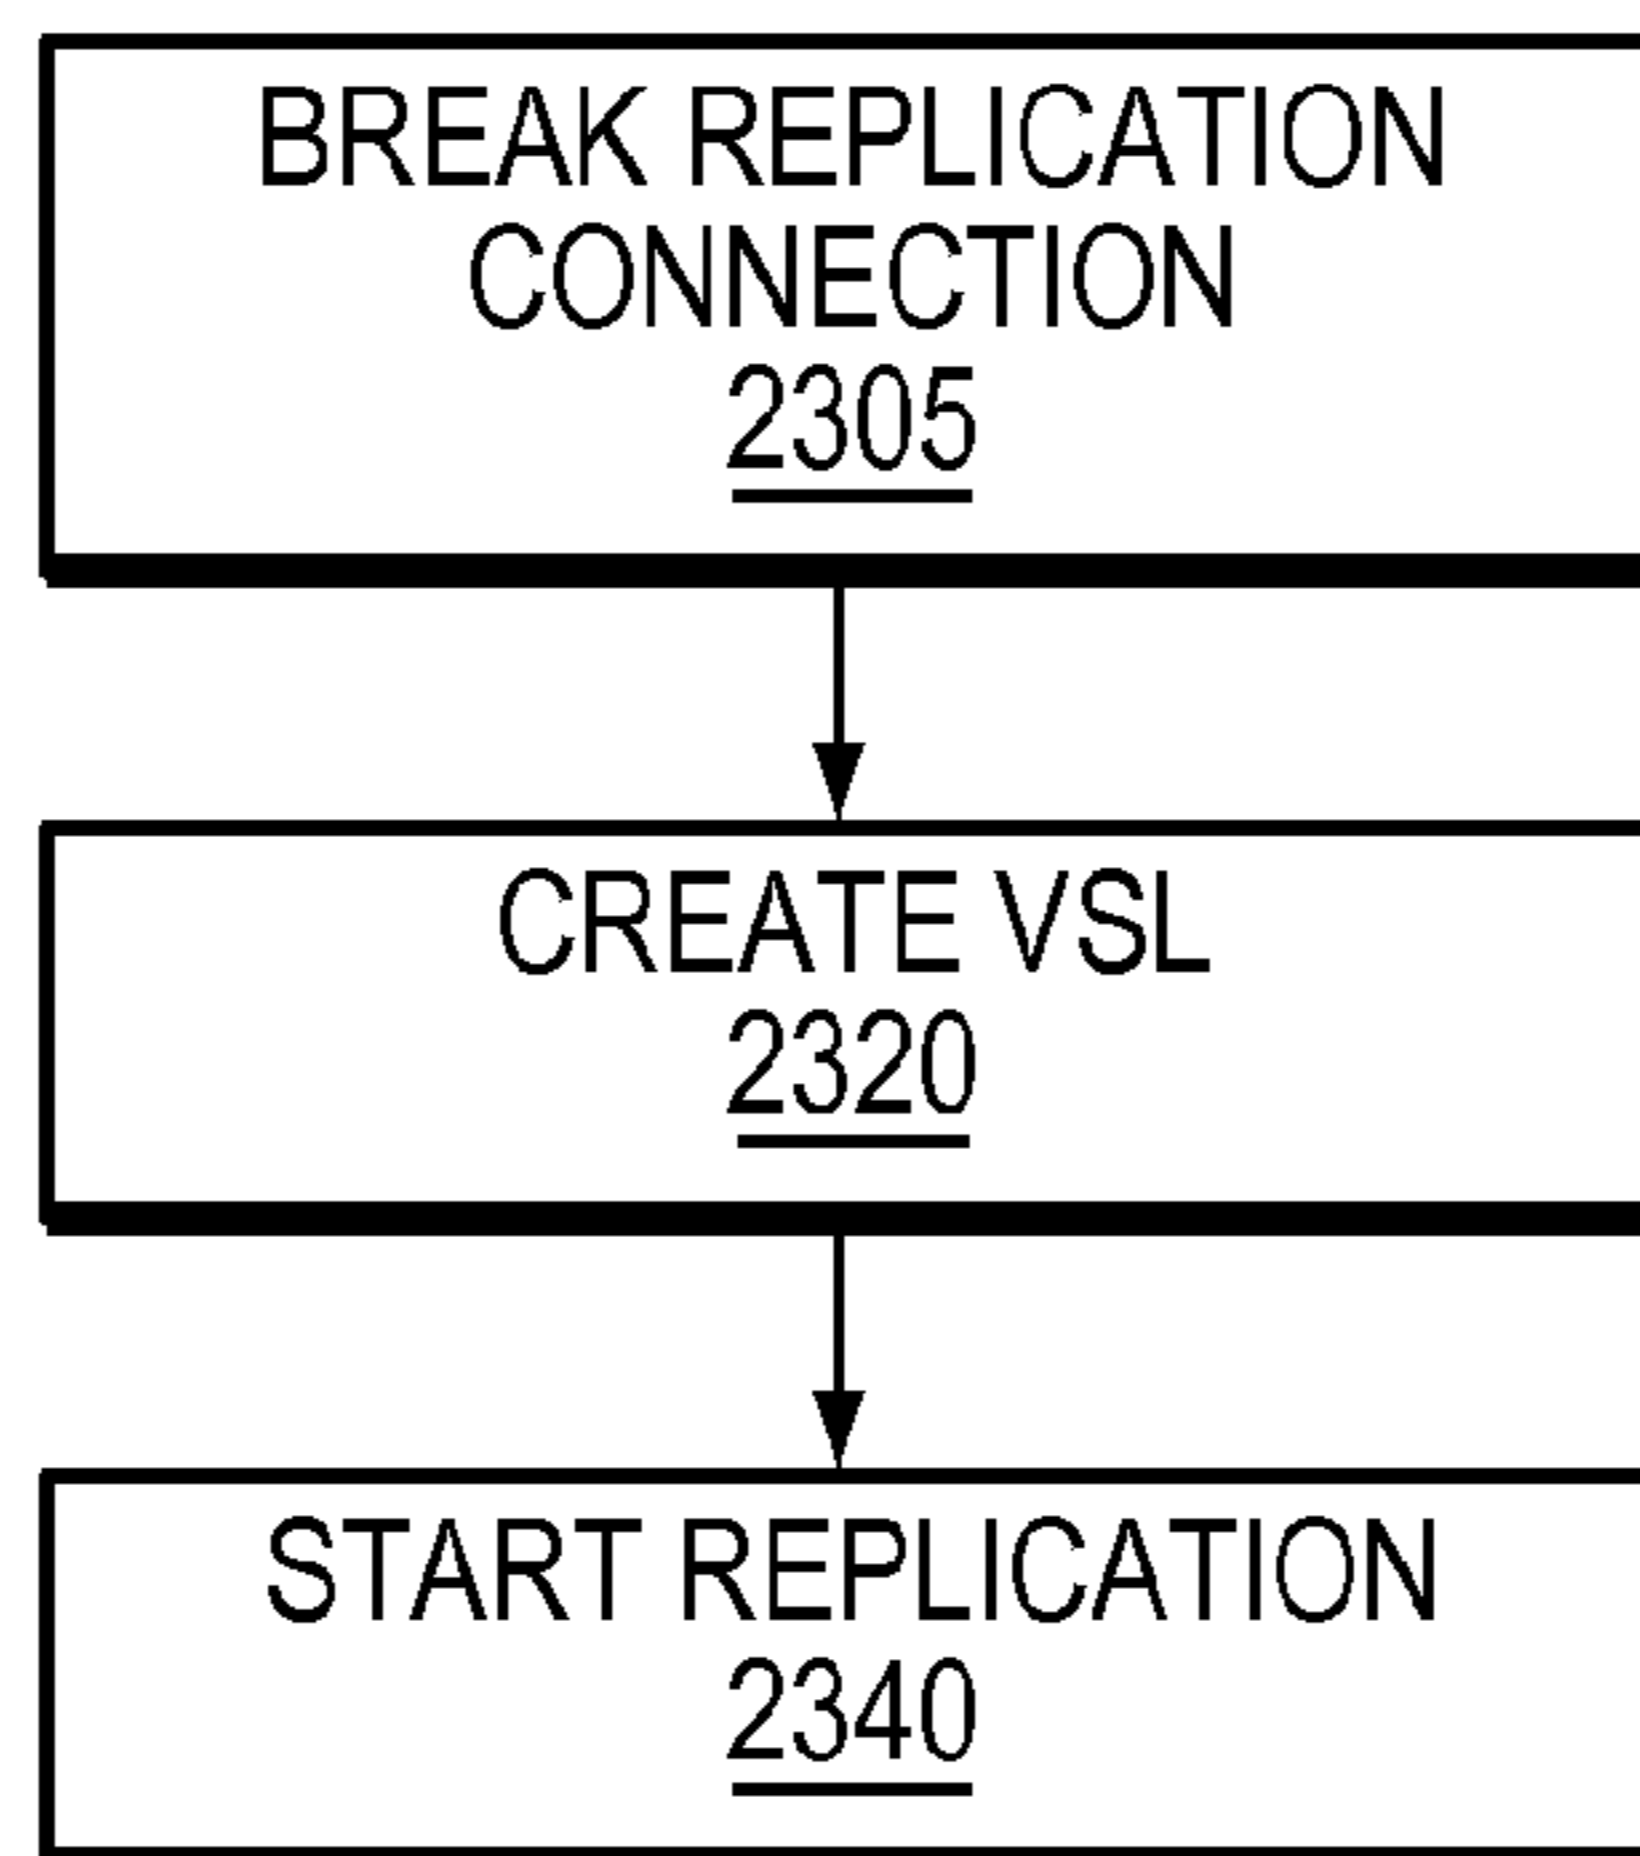 BREAK REPLICATION
CONNECTION
2305
CREATE VSL
2320
START REPLICATION
2340